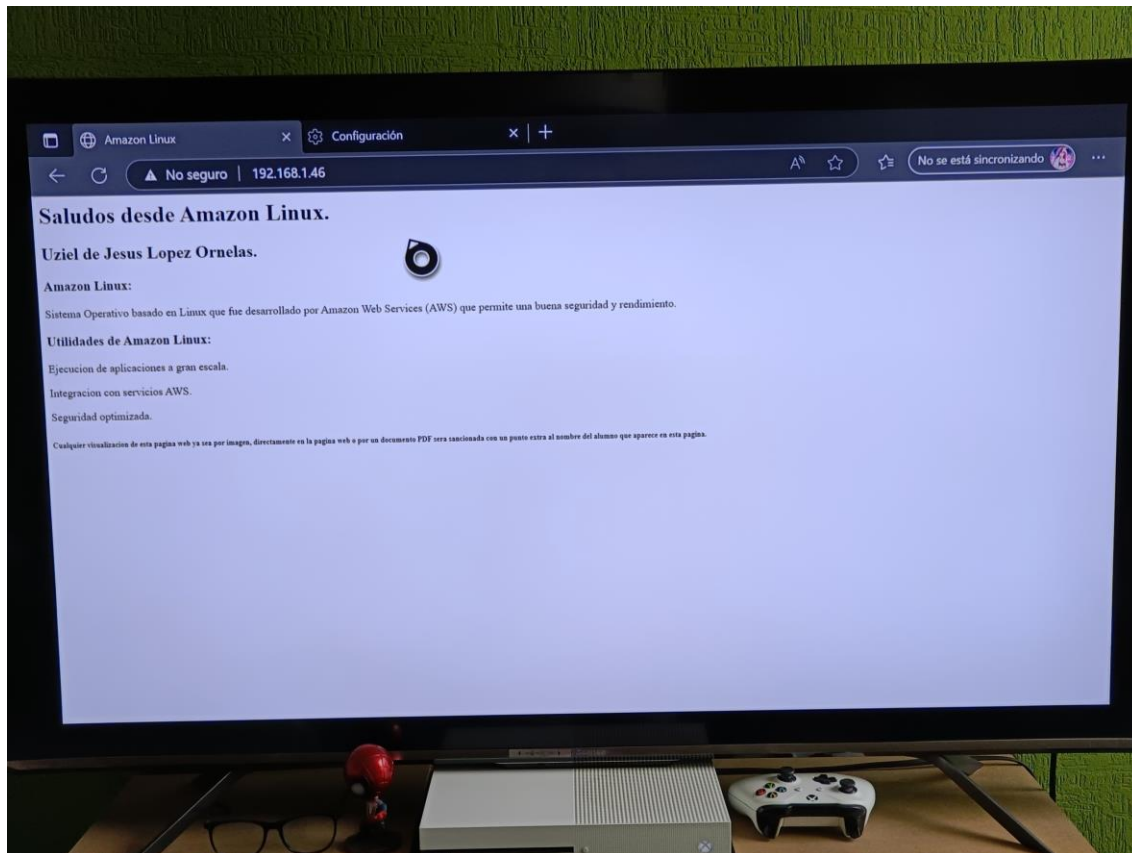 Amazon Linux
Configuración
No seguro
192.168.1.46
No se está sincronizando
Saludos desde Amazon Linux.
Uziel de Jesus Lopez Ornelas.
Amazon Linux:
Sistema Operativo basado en Linux que fue desarrollado por Amazon Web Services (AWS) que permite una buena seguridad y rendimiento.
Utilidades de Amazon Linux:
Ejecucion de aplicaciones a gran escala.
Integracion con servicios AWS.
Seguridad optimizada.
Cualquier visualizacion de esta pagina web ya sea por imagen, directamente en la pagina web o por un documento PDF sera sancionada con un punto extra al nombre del alumno que aparece en esta pagina.